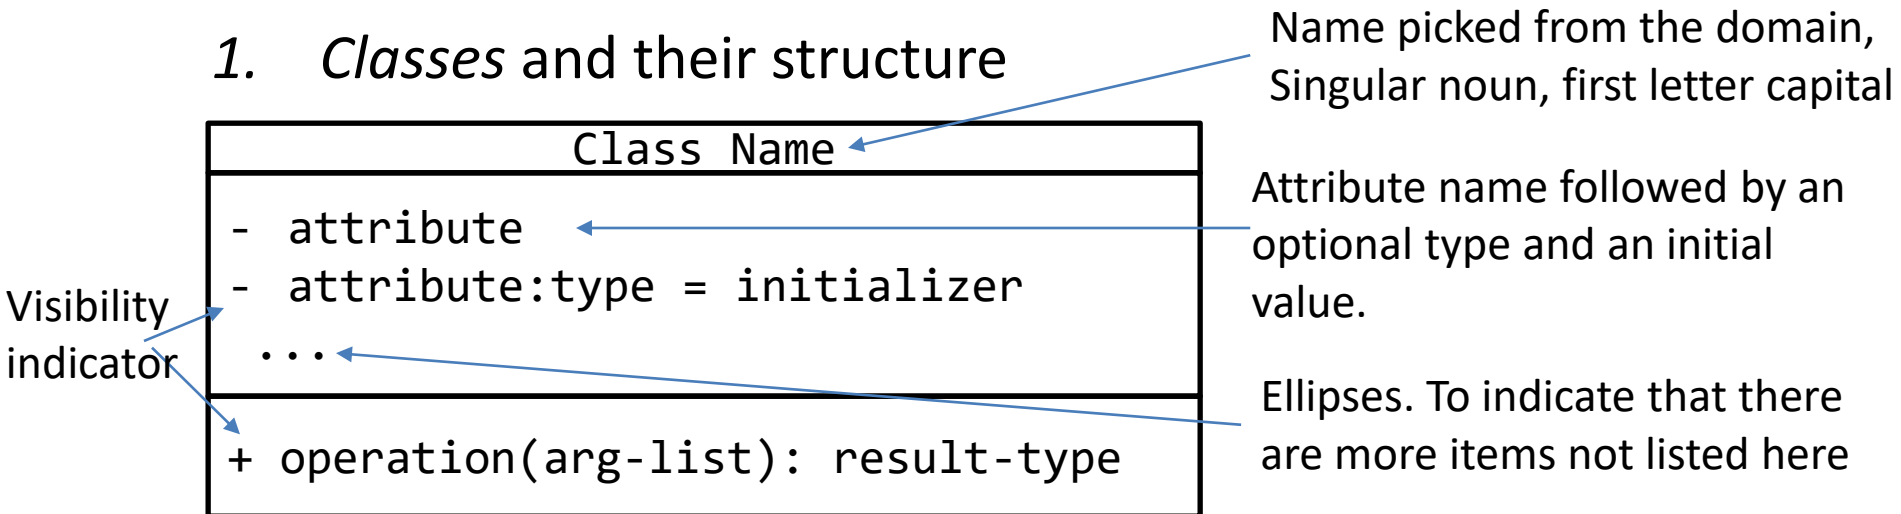 1. Classes and their structure
Name picked from the domain,
Singular noun, first letter capital
Class Name
- attribute
- attribute:type = initializer
...
+ operation(arg-list): result-type
Visibility
indicator
Attribute name followed by an
optional type and an initial
value.
Ellipses. To indicate that there
are more items not listed here